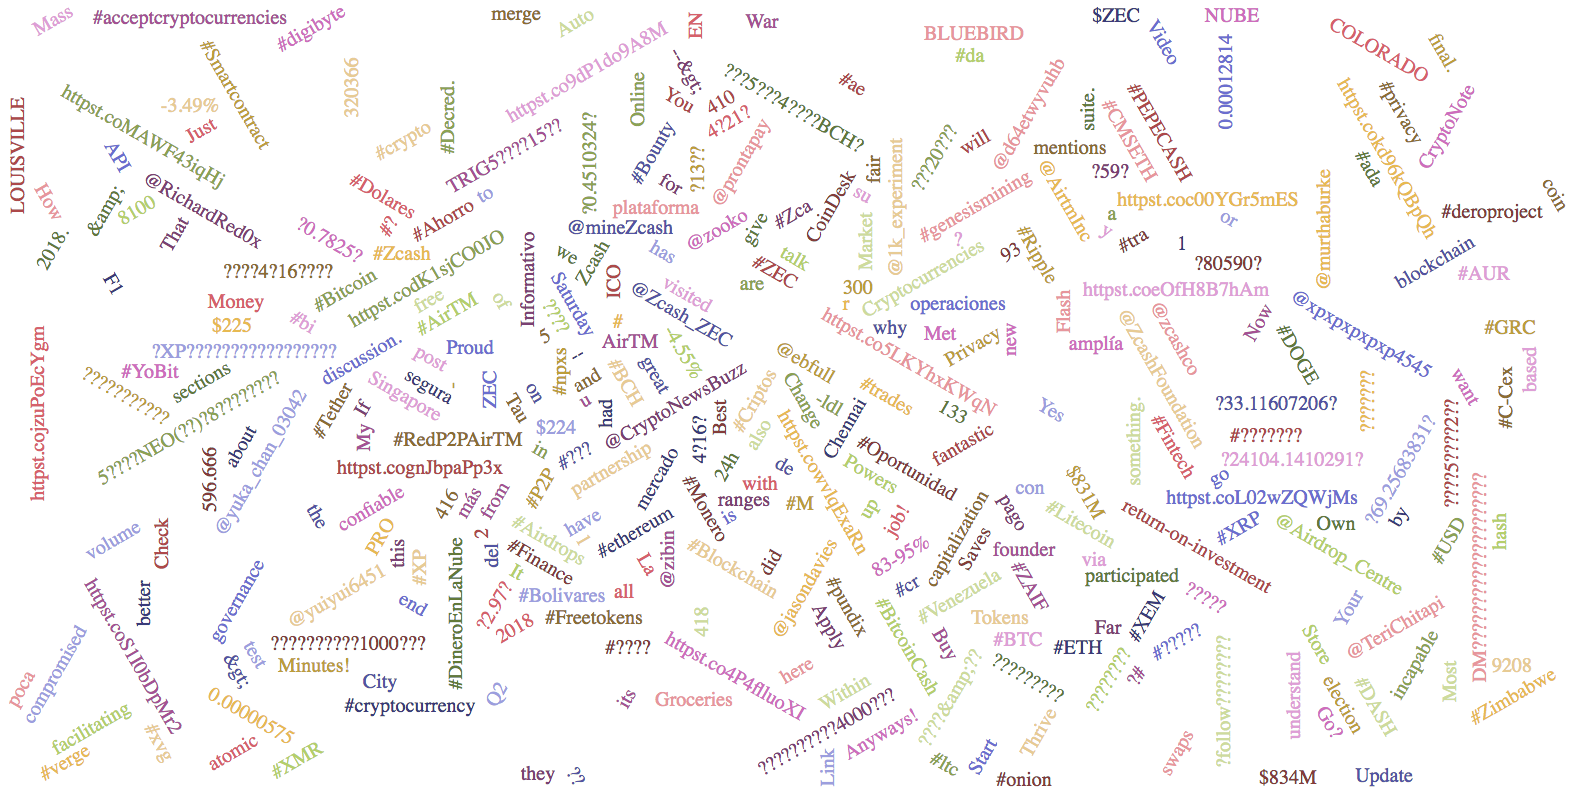 Mass
#acceptcryptocurrencies
#digibyte
merge
Auto
EN
War
BLUEBIRD
#da
$ZEC
Video
NUBE
0.00012814
COLORADO
final.
#Smartcontract
320366
-3.49%
Just
httpst.coMAWF43iqHj
LOUSVILLE
API
&amp;
8100
@RichardRed0x
That
How
2018.
F1
#crypto
#Decred.
httpst.co9dP1do9A8M
TRIG5????15??
#Dolares
#?
#Ahorro
to
?0.7825?
#Zcash
????4?16????
Money
$225
#bi
#Bitcoin
httpst.codK1sjCO0JO
free
#AirTM
of
Online
--&gt;
You
410
4?21?
???5???4????BCH?
#ae
?0.4510324?
#Bounty
for
?13??
@prontapay
plataforma
@mineZcash
@zooko
we
Zcash
has
give
#Zca
su
CoinDesk
fair
Market
@1k_experiment
???20???
will
@d64etwyyuhb
#genesismining
?
suite.
mentions
#CMSETH
#PEPECASH
?59?
@AirtmInc
httpst.coc00YGr5mES
a
y
or
#tra
1
?80590?
#Ripple
93
@murthaburke
#privacy
httpst.okd96kQBpQh
#ada
CryptoNote
coin
#deroproject
blockchain
#AUR
Informativo
Saturday
????
5
ICO
#
AirTM
@Zcash_ZEC
visited
-4.55%
#ZEC
talk
are
300
r
Cryptocurrencies
operaciones
why
Met
Privacy
new
Flash
amplía
httpst.coeOfH8B7hAm
@zcashco
@ZcashFoundation
Now
#DOGE
@xpxpxpxp4545
#GRC
based
#C-Cex
want
httpst.cojzuPoEcYgm
?XP?????????????????
#YoBit
??????????
sections
5????NEO(??)?8????????
discussion.
post
Proud
Singapore
segura
-
ZEC
#Tether
My
If
Tau
on
#npxs
-
and
u
#BCH
great
had
@CryptoNewsBuzz
Best
#Criptos
@ebfull
Change
-ldl
httpst.co5LKYhxKWqN
#trades
133
fantastic
Yes
#RedP2PAirTM
httpst.cognJbpaPp3x
$224
in
#???
#P2P
partnership
mercado
4?16?
24h
also
Chennai
httpst.cowvlqExaRn
#Oportunidad
Powers
up
job!
with
de
ranges
#M
is
#Monero
@yuka_chan_03042
about
596.666
the
confiable
416
más
from
PRO
this
#XP
del
2
#Finance
#Airdrops
have
1
#ethereum
It
#Bolivares
all
La
@zibin
#Blockchain
did
@jasondavies
#pundix
Apply
83-95%
#cr
capitalization
Saves
pago
founder
con
#Litecoin
$831M
via
participated
something.
#Fintech
go
return-on-investment
httpst.coL02wZQWjMs
#XRP
?33.11607206?
#???????
?24104.1410291?
??????
?69.25683831?
by
Own
@Airdrop_Centre
????5????2???
#USD
hash
DM??????????????????
volume
Check
better
httpst.coS1I0bDpMr2
governance
test
&gt;
@yuiyui6451
end
??????????1000???
Minutes!
#DineroEnLaNube
?2.97?
2018
#Freetokens
#????
418
httpst.co4P4flluoXI
here
#BitcoinCash
#Venezuela
Buy
Tokens
#BTC
#ZAIF
#ETH
Far
#XEM
?????
#?????
?#
????????
Your
@TeriChitapi
incapable
Store
election
#DASH
Most
9208
#Zimbabwe
poca
compromised
facilitating
#verge
#xvg
atomic
0.00000575
#XMR
City
#cryptocurrency
Q2
they
??
its
Groceries
Within
?????????4000???
Anyways!
Link
????&amp;???
?????????
Thrive
#ltc
Start
#onion
?follow????????
swaps
understand
Go?
$834M
Update